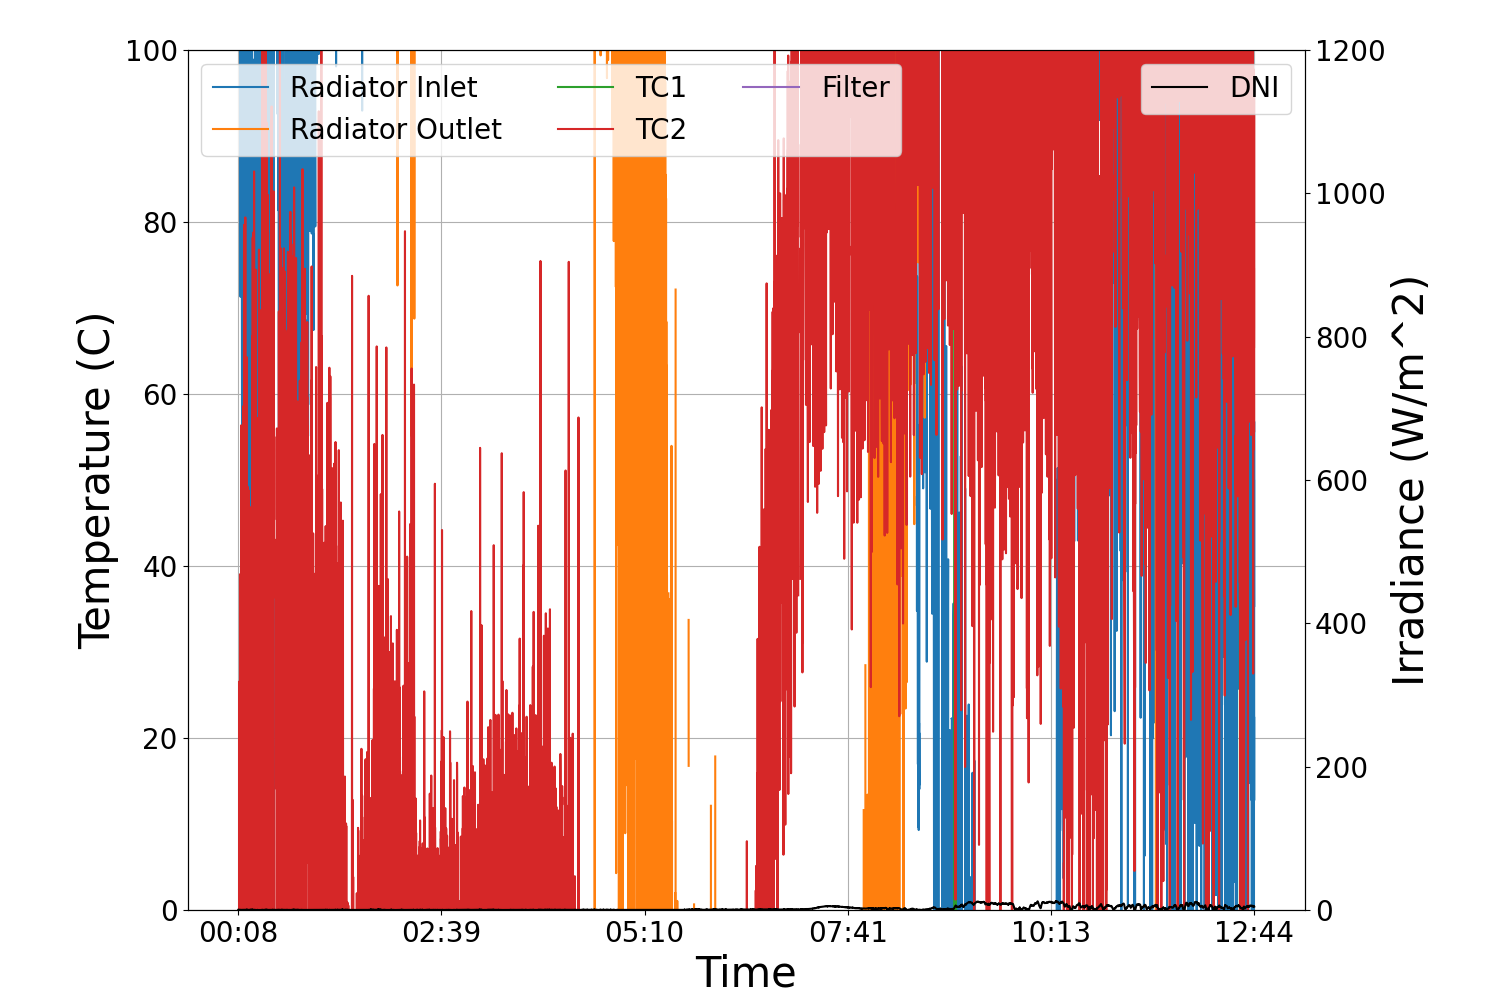 Radiator Inlet
Radiator Outlet
TC1
TC2
Filter
DNI
100
80
60
40
20
0
Temperature (C)
1200
1000
800
600
400
200
0
Irradiance (W/m^2)
00:08
02:39
05:10
07:41
10:13
12:44
Time